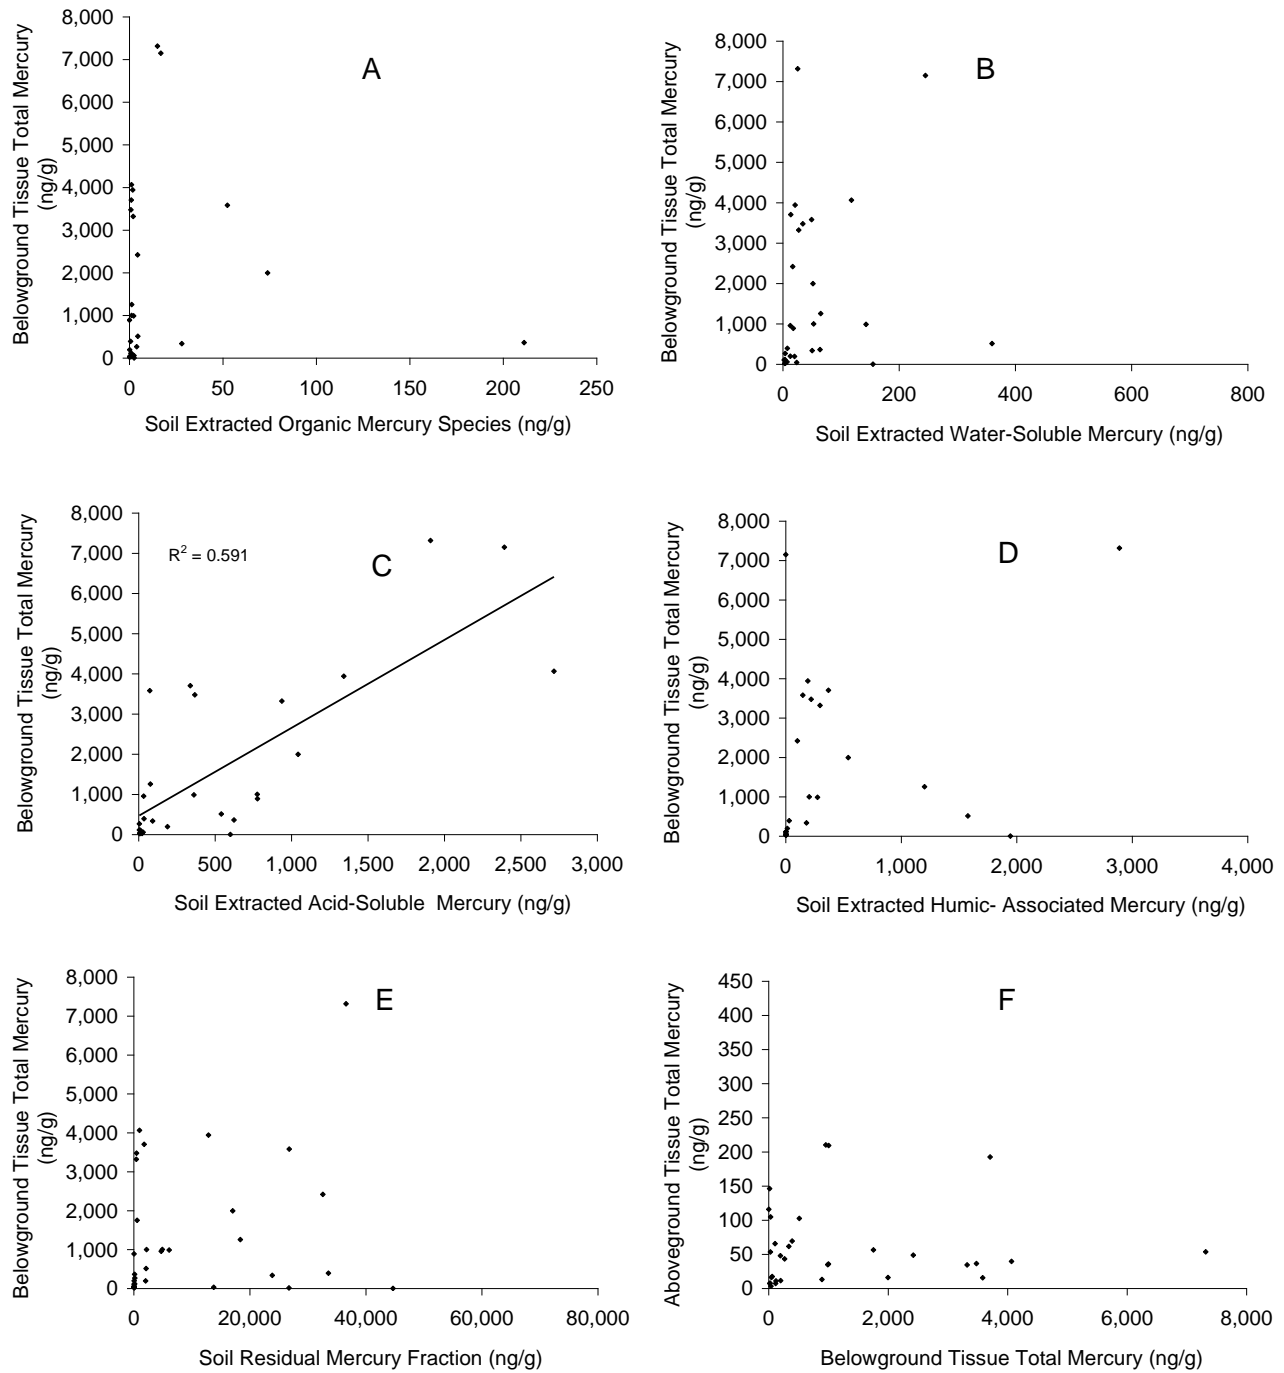 A
Belowground Tissue Total Mercury
(ng/g)
8,000
7,000
6,000
5,000
4,000
3,000
2,000
1,000
0
0 50 100 150 200 250
Soil Extracted Organic Mercury Species (ng/g)
B
Belowground Tissue Total Mercury
(ng/g)
8,000
7,000
6,000
5,000
4,000
3,000
2,000
1,000
0
0 200 400 600 800
Soil Extracted Water-Soluble Mercury (ng/g)
C
R2 = 0.591
Belowground Tissue Total Mercury
(ng/g)
8,000
7,000
6,000
5,000
4,000
3,000
2,000
1,000
0
0 500 1,000 1,500 2,000 2,500 3,000
Soil Extracted Acid-Soluble Mercury (ng/g)
D
Belowground Tissue Total Mercury
(ng/g)
8,000
7,000
6,000
5,000
4,000
3,000
2,000
1,000
0
0 1,000 2,000 3,000 4,000
Soil Extracted Humic- Associated Mercury (ng/g)
E
Belowground Tissue Total Mercury
(ng/g)
8,000
7,000
6,000
5,000
4,000
3,000
2,000
1,000
0
0 20,000 40,000 60,000 80,000
Soil Residual Mercury Fraction (ng/g)
F
Aboveground Tissue Total Mercury
(ng/g)
450
400
350
300
250
200
150
100
50
0
0 2,000 4,000 6,000 8,000
Belowground Tissue Total Mercury (ng/g)